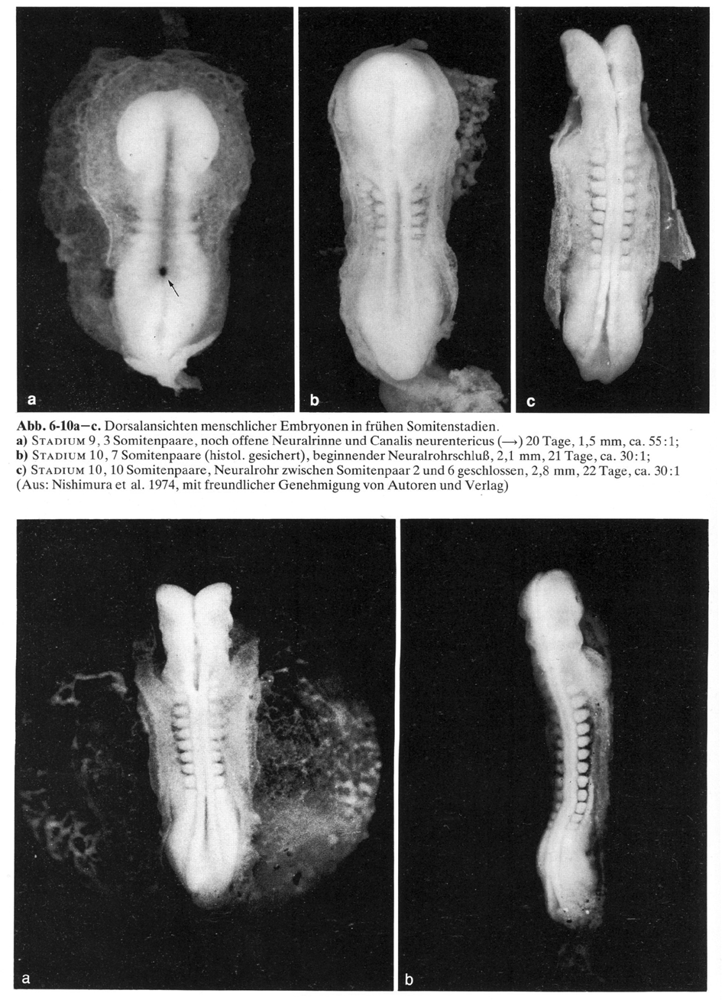 a
b
c
Abb. 6-10a–c. Dorsalansichten menschlicher Embryonen in frühen Somitenstadien.
a) STADIUM 9, 3 Somitenpaare, noch offene Neuralrinne und Canalis neurentericus (→) 20 Tage, 1,5 mm, ca. 55:1;
b) STADIUM 10, 7 Somitenpaare (histol. gesichert), beginnender Neuralrohrschluß, 2,1 mm, 21 Tage, ca. 30:1;
c) STADIUM 10, 10 Somitenpaare, Neuralrohr zwischen Somitenpaar 2 und 6 geschlossen, 2,8 mm, 22 Tage, ca. 30:1
(Aus: Nishimura et al. 1974, mit freundlicher Genehmigung von Autoren und Verlag)
a
b